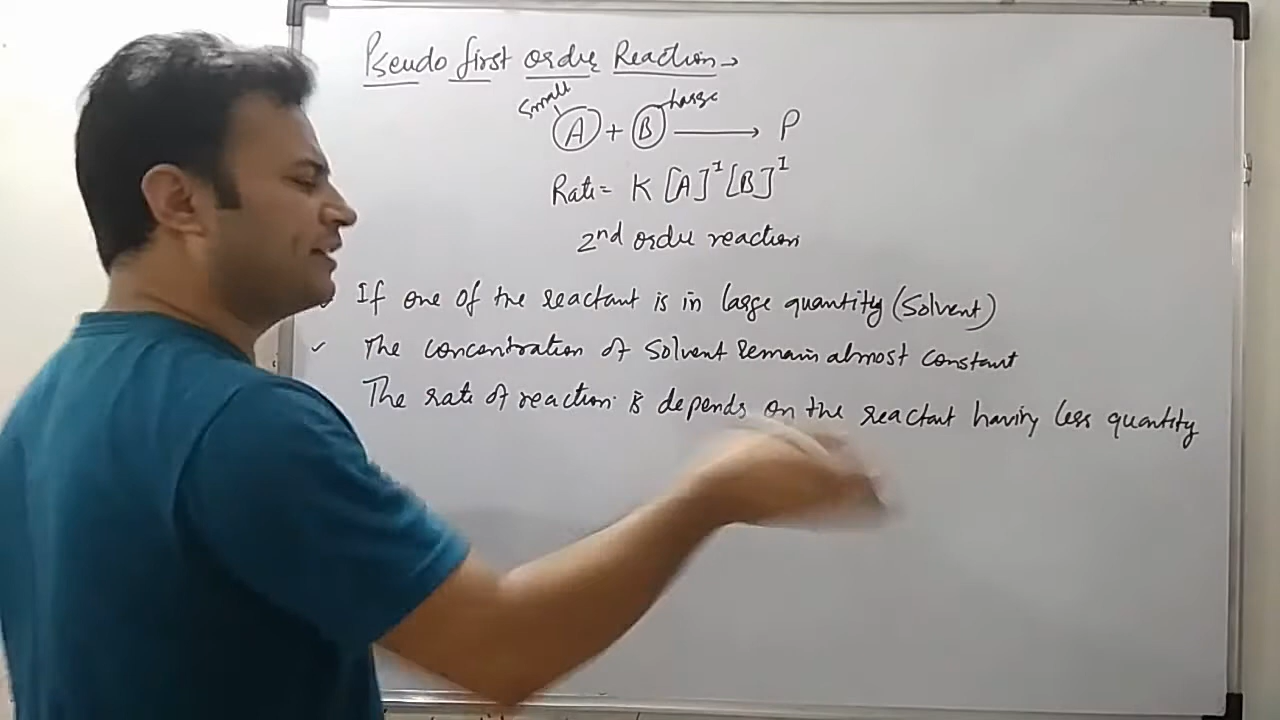 Pseudo first order Reaction →
Small Large
A + B ⟶ P
Rate = K [A]¹ [B]¹
2nd order reaction
If one of the reactant is in large quantity (Solvent)
✓ The concentration of Solvent remain almost constant
The rate of reaction is depends on the reactant having less quantity